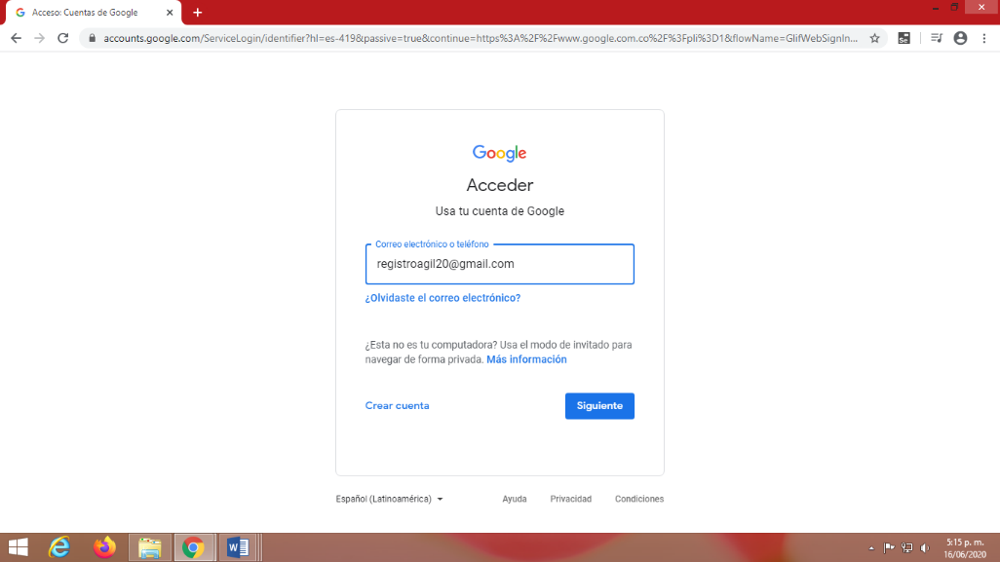 Acceso: Cuentas de Google
accounts.google.com/ServiceLogin/identifier?hl=es-419&passive=true&continue=https%3A%2F%2Fwww.google.com.co%2F%3Fpli%3D1&flowName=GlifWebSignIn...
Se
Google
Acceder
Usa tu cuenta de Google
Correo electrónico o teléfono
registroagil20@gmail.com
¿Olvidaste el correo electrónico?
¿Esta no es tu computadora? Usa el modo de invitado para
navegar de forma privada. Más información
Crear cuenta
Siguiente
Español (Latinoamérica)
Ayuda
Privacidad
Condiciones
5:15 p. m.
16/06/2020